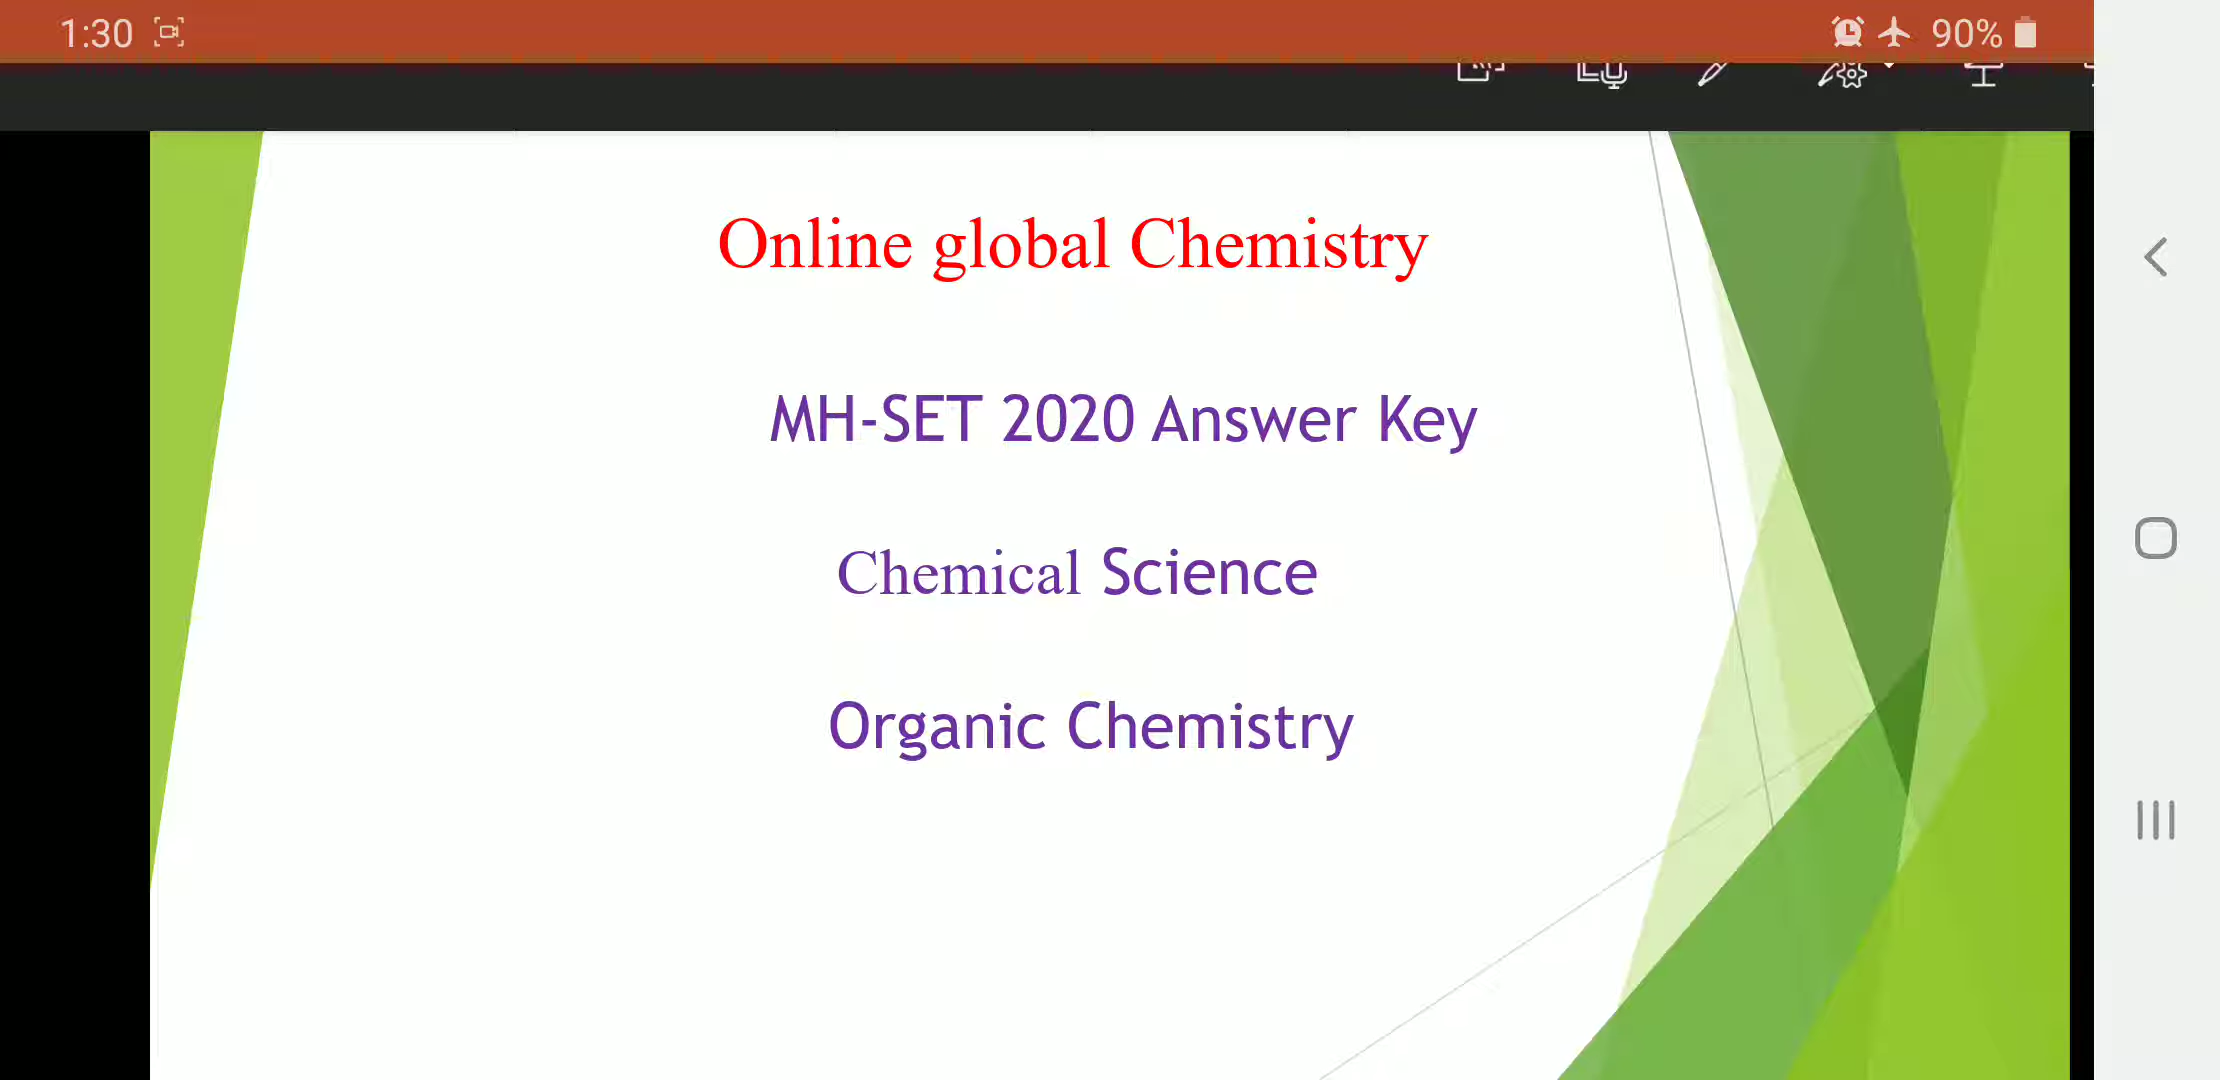 1:30
90%
Online global Chemistry
MH-SET 2020 Answer Key
Chemical Science
Organic Chemistry